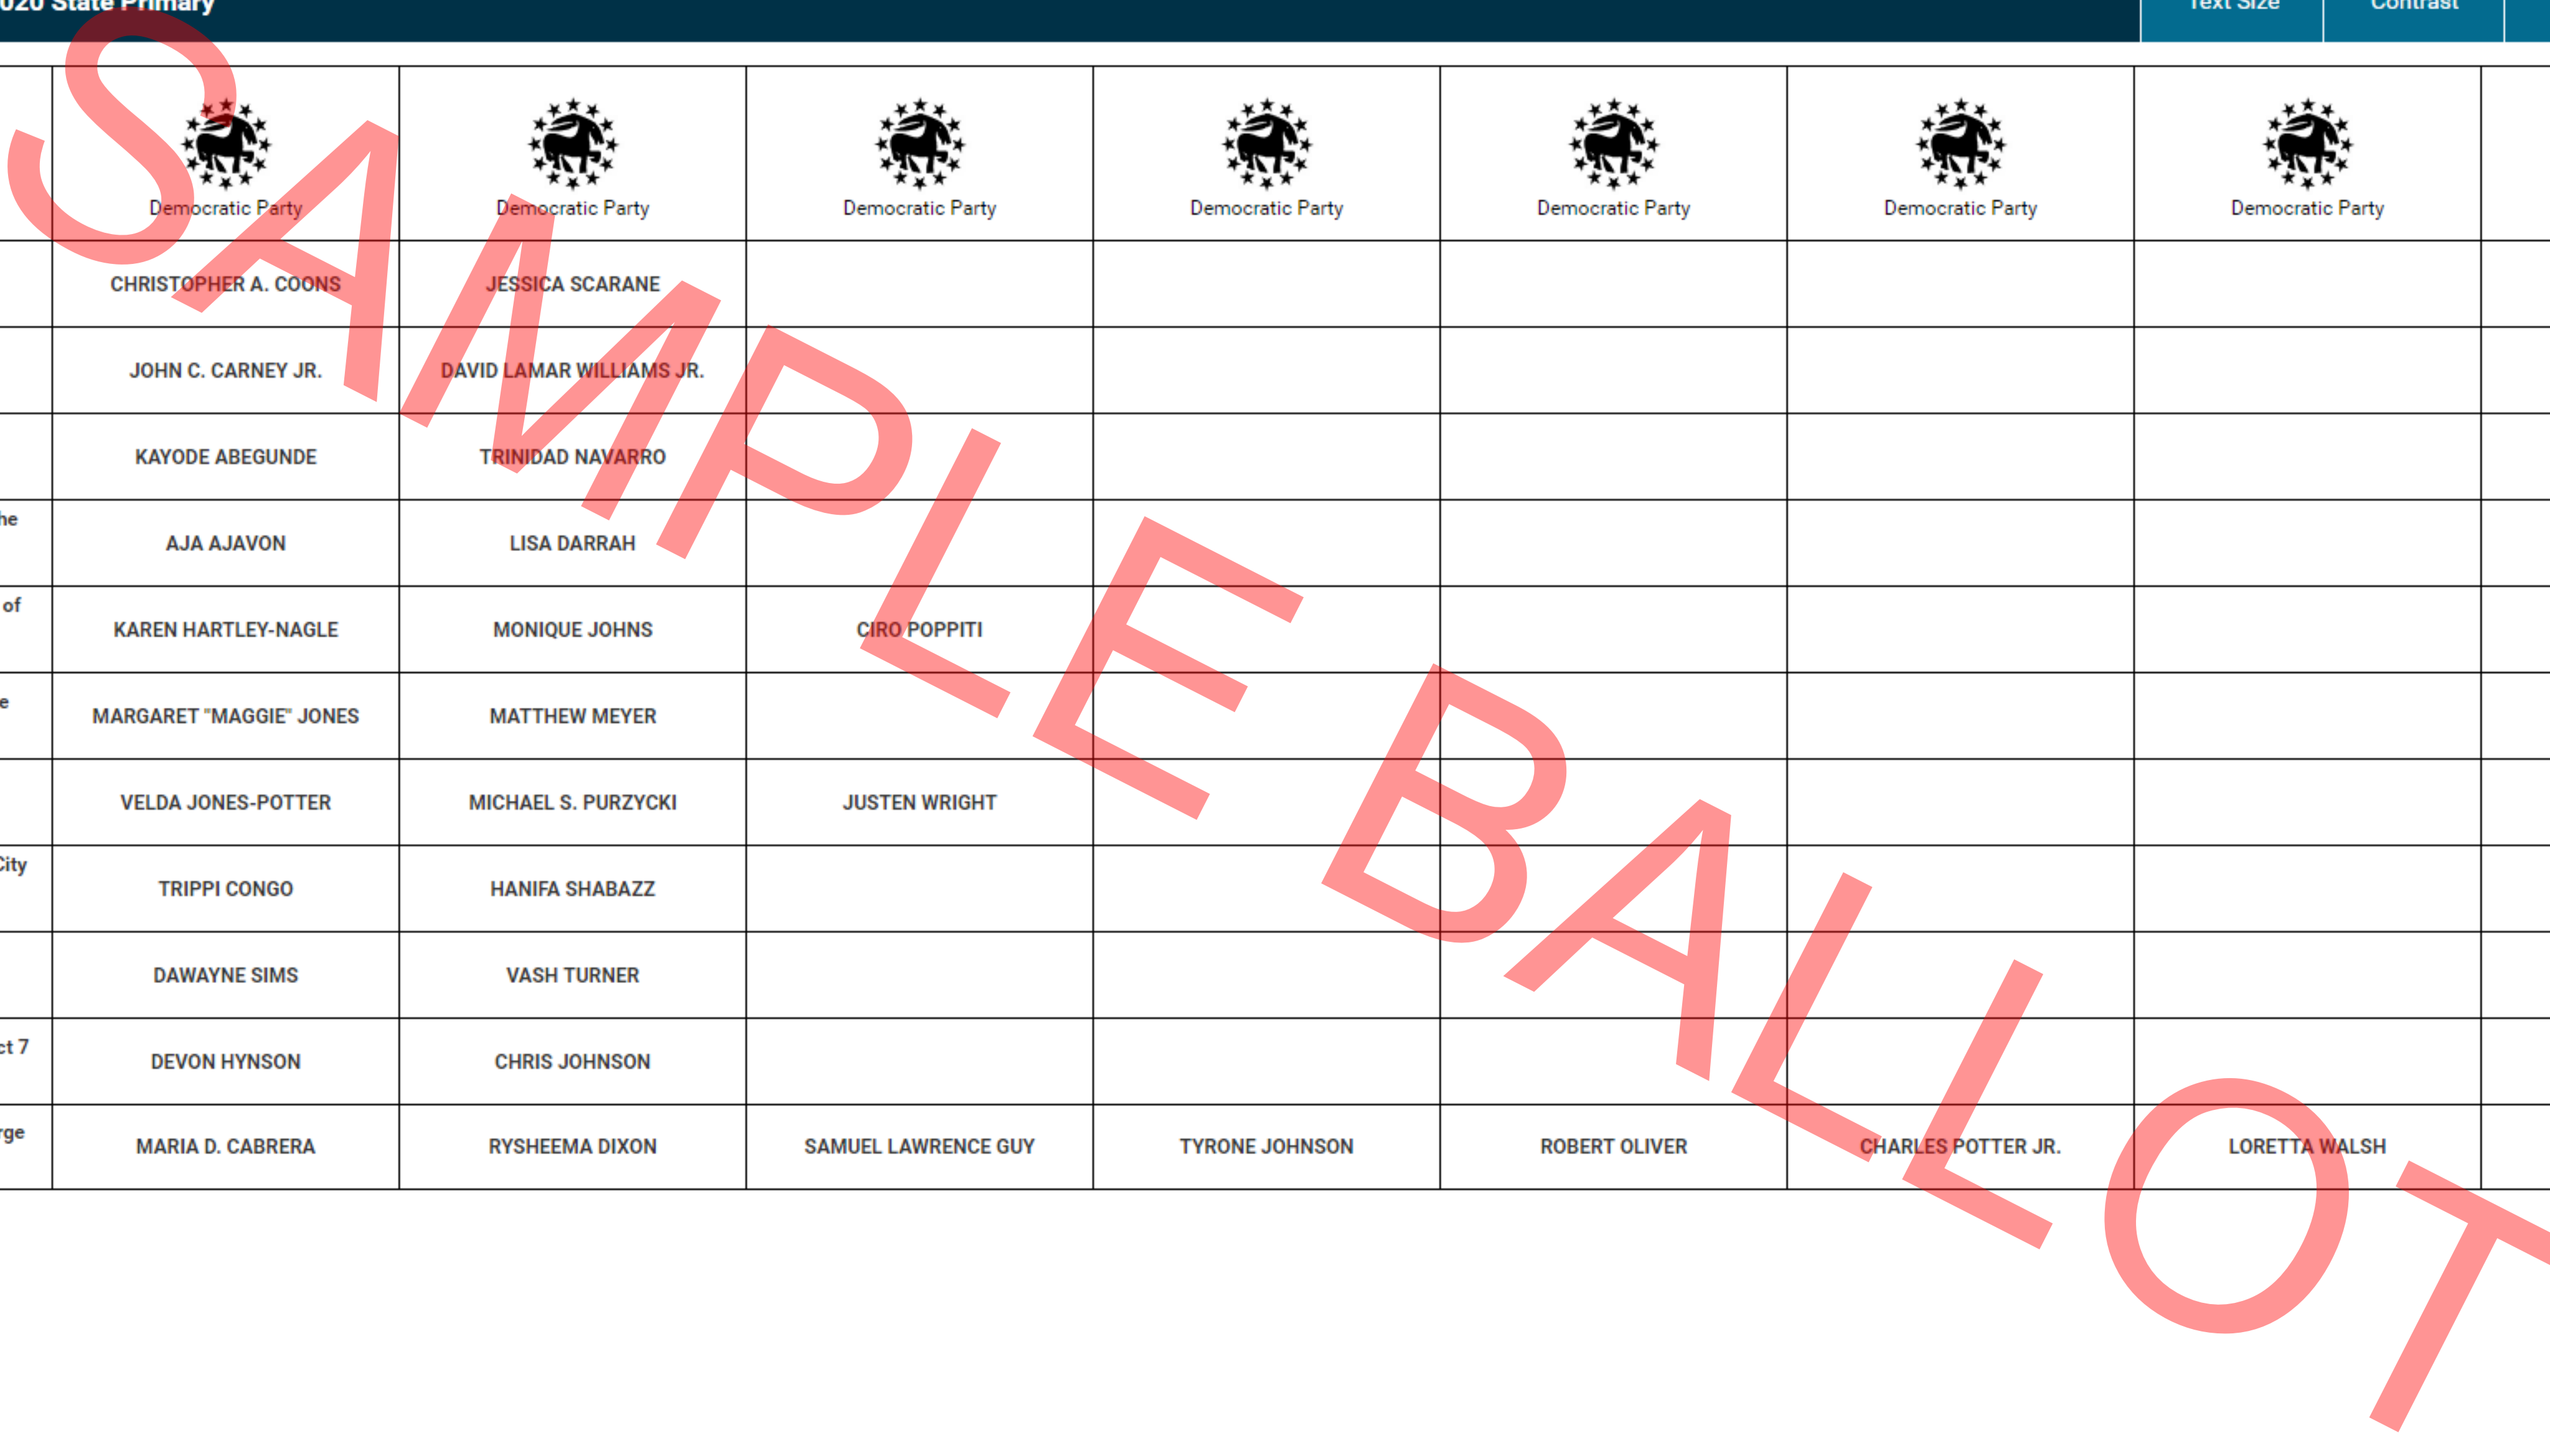 020 State Primary
Text Size Contrast
Democratic Party Democratic Party Democratic Party Democratic Party Democratic Party Democratic Party Democratic Party
CHRISTOPHER A. COONS JESSICA SCARANE
JOHN C. CARNEY JR. DAVID LAMAR WILLIAMS JR.
KAYODE ABEGUNDE TRINIDAD NAVARRO
he
AJA AJAVON LISA DARRAH
of
KAREN HARTLEY-NAGLE MONIQUE JOHNS CIRO POPPITI
e
MARGARET "MAGGIE" JONES MATTHEW MEYER
VELDA JONES-POTTER MICHAEL S. PURZYCKI JUSTEN WRIGHT
City
TRIPPI CONGO HANIFA SHABAZZ
DAWAYNE SIMS VASH TURNER
ct 7
DEVON HYNSON CHRIS JOHNSON
rge
MARIA D. CABRERA RYSHEEMA DIXON SAMUEL LAWRENCE GUY TYRONE JOHNSON ROBERT OLIVER CHARLES POTTER JR. LORETTA WALSH
SAMPLE BALLOT